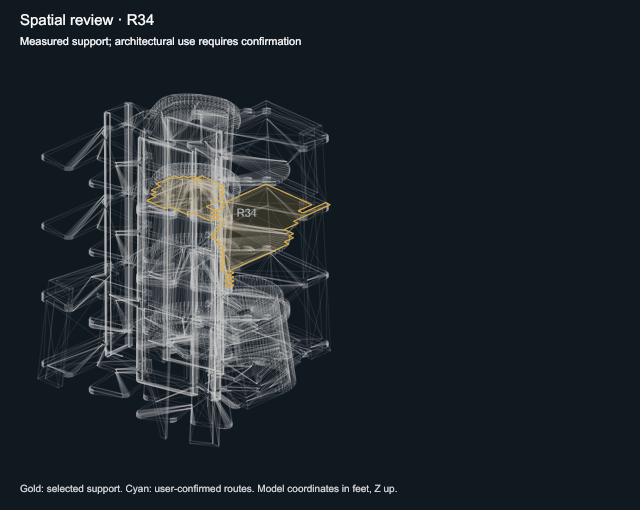 Spatial review · R34
Measured support; architectural use requires confirmation
R34
Gold: selected support. Cyan: user-confirmed routes. Model coordinates in feet, Z up.